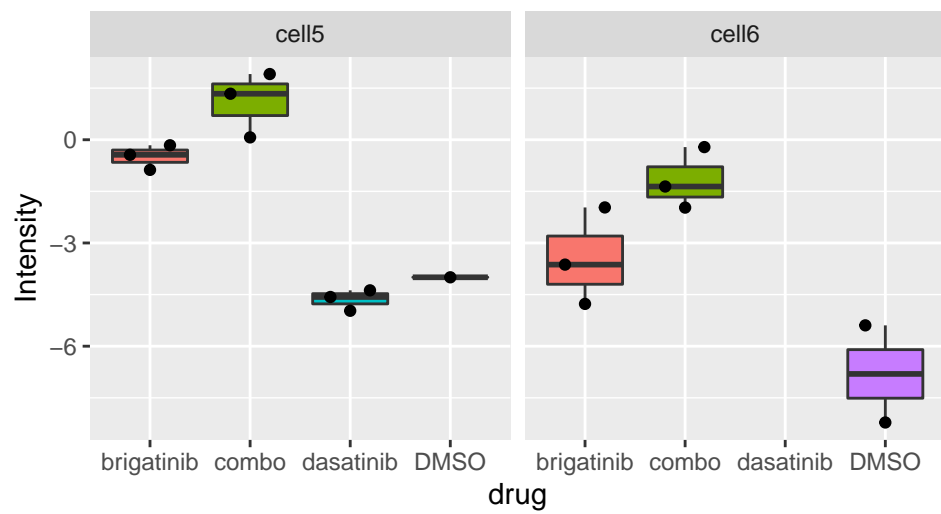 cell5 cell6
Intensity
0
−3
−6
brigatinib combo dasatinib DMSO brigatinib combo dasatinib DMSO
drug